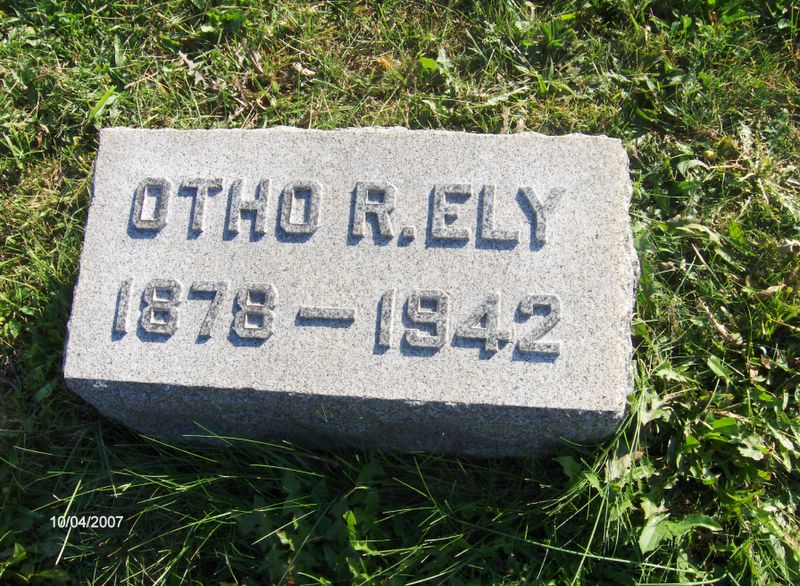 OTHO R. ELY
1878 — 1942
10/04/2007